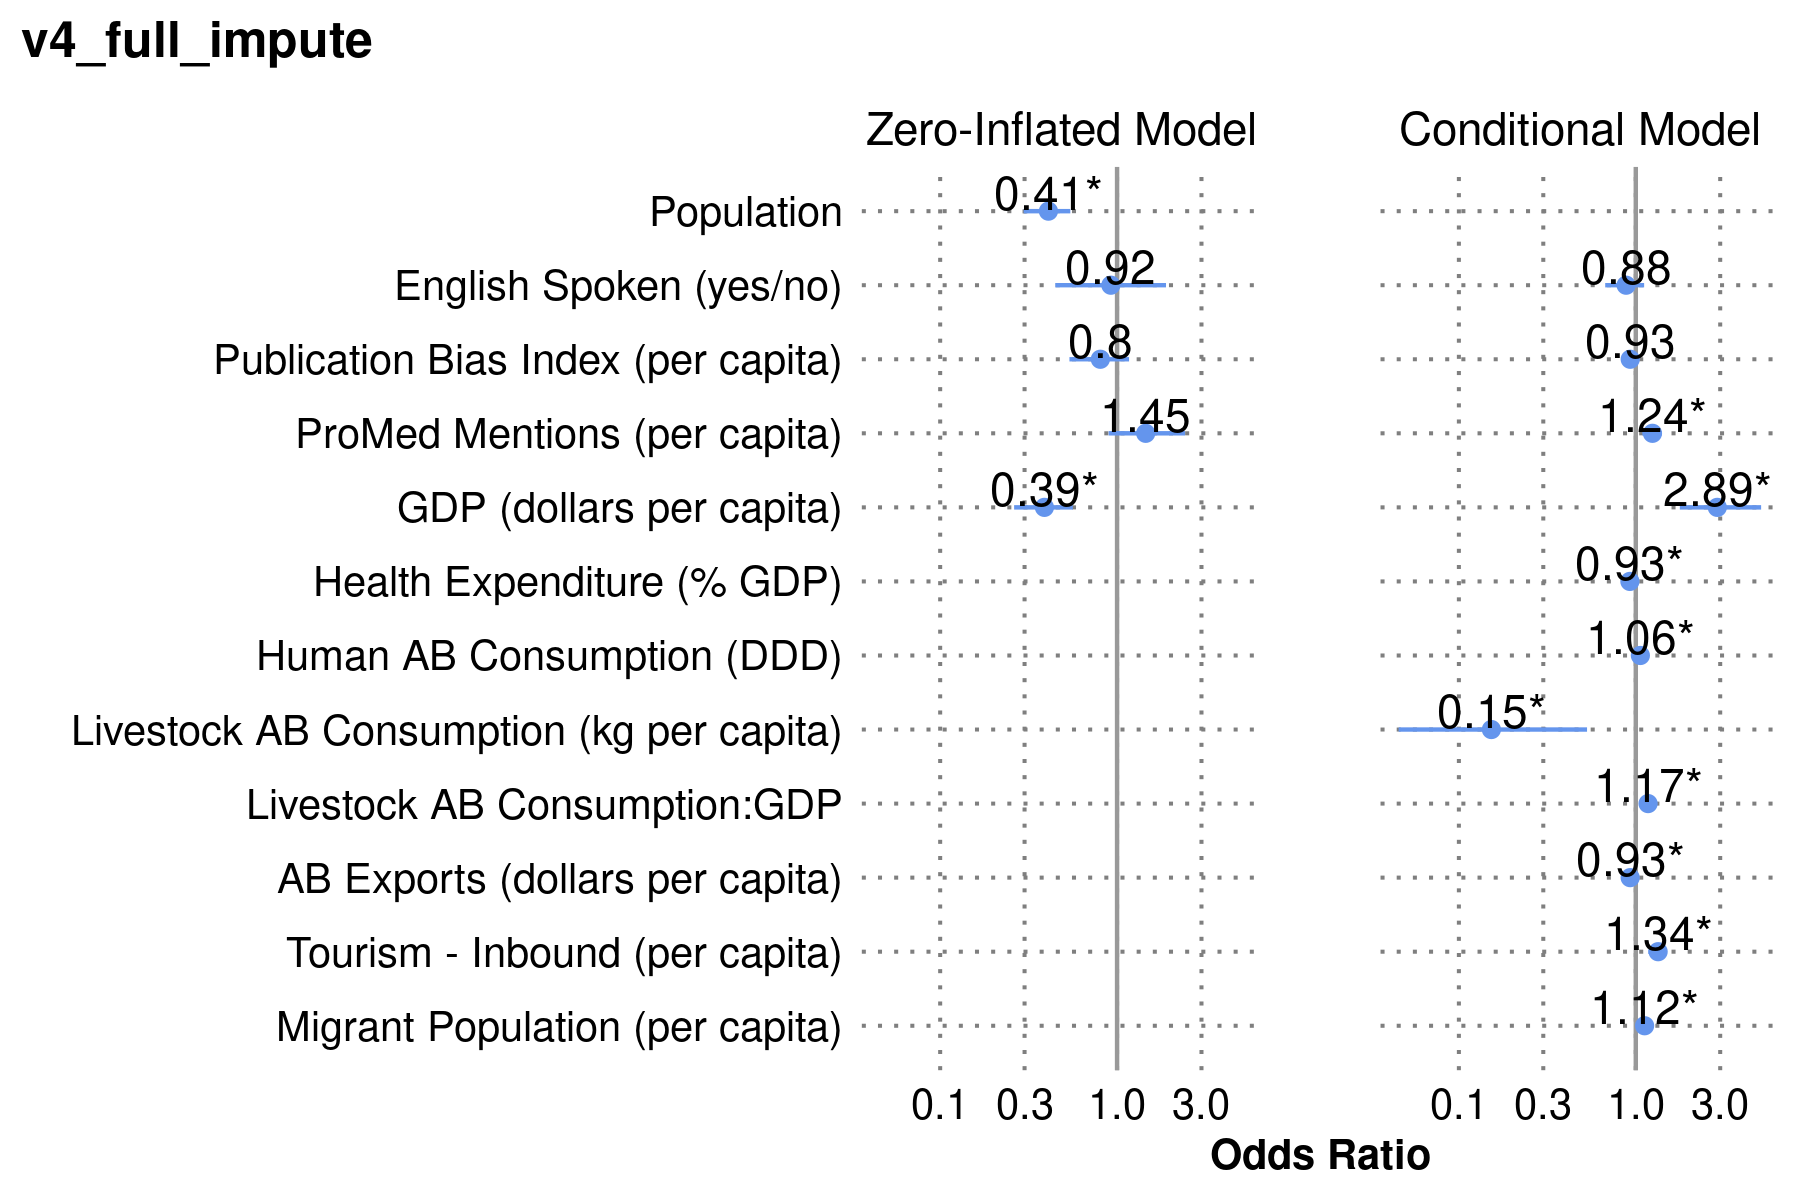 v4_full_impute
Zero-Inflated Model Conditional Model
Population 0.41*
English Spoken (yes/no) 0.92 0.88
Publication Bias Index (per capita) 0.8 0.93
ProMed Mentions (per capita) 1.45 1.24*
GDP (dollars per capita) 0.39* 2.89*
Health Expenditure (% GDP) 0.93*
Human AB Consumption (DDD) 1.06*
Livestock AB Consumption (kg per capita) 0.15*
Livestock AB Consumption:GDP 1.17*
AB Exports (dollars per capita) 0.93*
Tourism - Inbound (per capita) 1.34*
Migrant Population (per capita) 1.12*
0.1 0.3 1.0 3.0 0.1 0.3 1.0 3.0
Odds Ratio